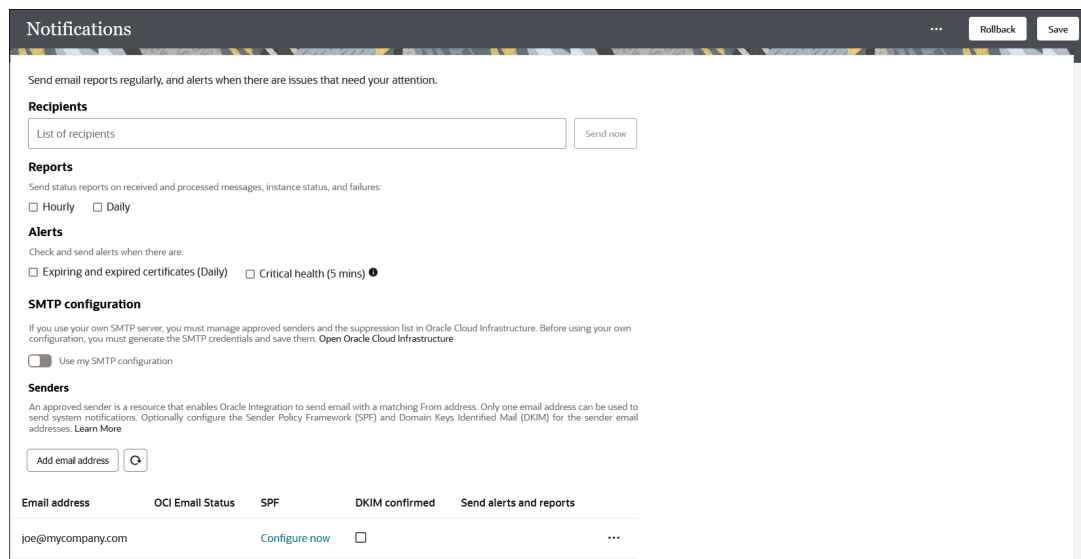 Notifications
... Rollback Save
Send email reports regularly, and alerts when there are issues that need your attention.
Recipients
List of recipients Send now
Reports
Send status reports on received and processed messages, instance status, and failures:
Hourly Daily
Alerts
Check and send alerts when there are:
Expiring and expired certificates (Daily) Critical health (5 mins)
SMTP configuration
If you use your own SMTP server, you must manage approved senders and the suppression list in Oracle Cloud Infrastructure. Before using your own
configuration, you must generate the SMTP credentials and save them. Open Oracle Cloud Infrastructure
Use my SMTP configuration
Senders
An approved sender is a resource that enables Oracle Integration to send email with a matching From address. Only one email address can be used to
send system notifications. Optionally configure the Sender Policy Framework (SPF) and Domain Keys Identified Mail (DKIM) for the sender email
addresses. Learn More
Add email address
Email address OCI Email Status SPF DKIM confirmed Send alerts and reports
joe@mycompany.com Configure now ...